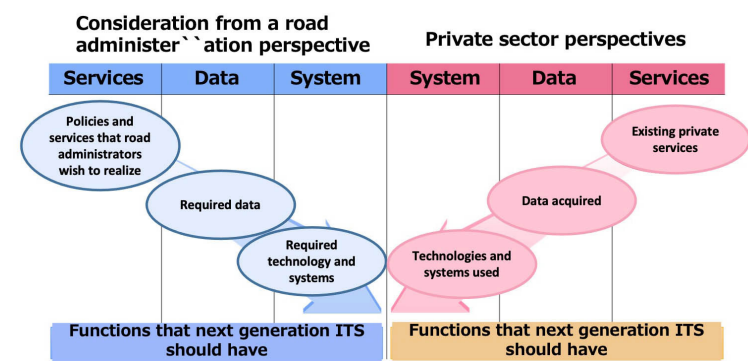 Consideration from a road
administer``ation perspective
Private sector perspectives
Services
Data
System
System
Data
Services
Policies and
services that road
administrators
wish to realize
Required data
Required
technology and
systems
Existing private
services
Data acquired
Technologies and
systems used
Functions that next generation ITS
should have
Functions that next generation ITS
should have